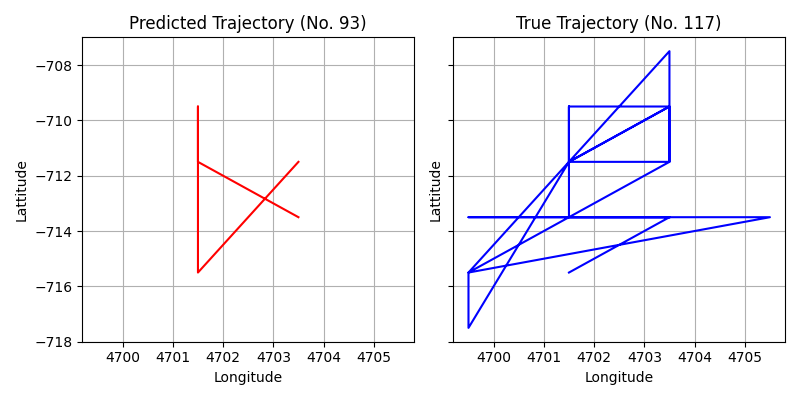 Predicted Trajectory (No. 93)
True Trajectory (No. 117)
Lattitude
−708
−710
−712
−714
−716
−718
4700 4701 4702 4703 4704 4705
Longitude
Lattitude
4700 4701 4702 4703 4704 4705
Longitude